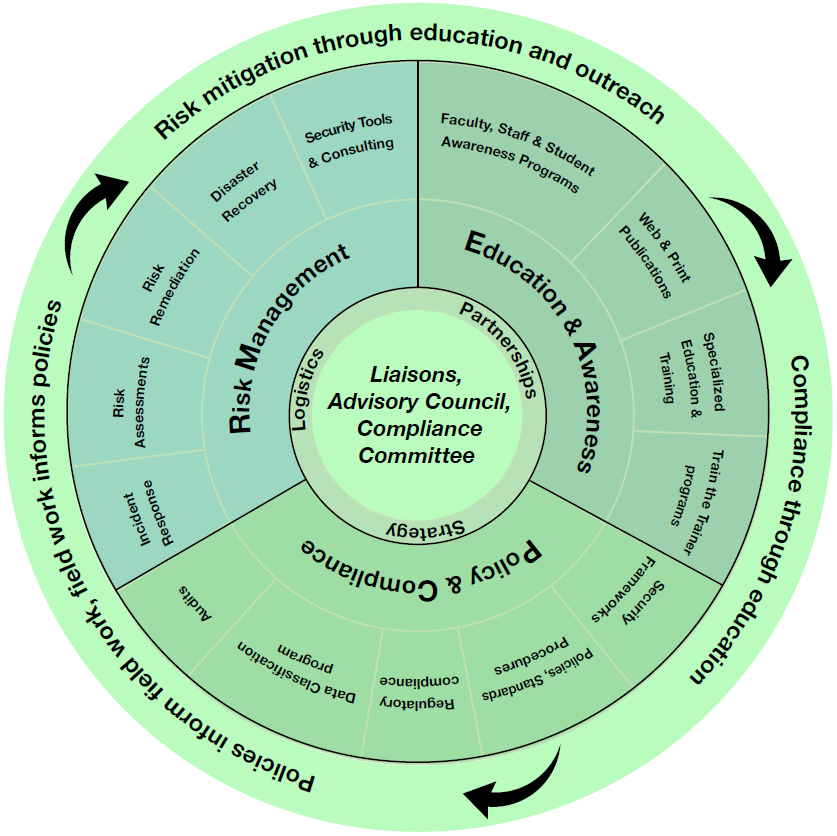 Risk mitigation through education and outreach
Compliance through education
Policies inform field work, field work informs policies
Risk Management
Security Tools
& Consulting
Disaster
Recovery
Risk
Remediation
Risk
Assessments
Incident
Response
Education & Awareness
Faculty, Staff & Student
Awareness Programs
Web & Print
Publications
Specialized
Education &
Training
Train the Trainer
programs
Policy & Compliance
Security
Frameworks
Policies, Standards
Procedures
Regulatory
compliance
Data Classification
program
Audits
Logistics
Partnerships
Strategy
Liaisons,
Advisory Council,
Compliance
Committee